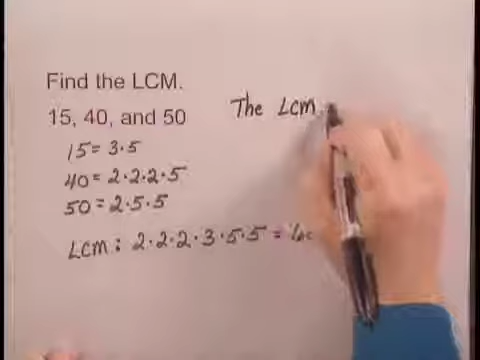 Find the LCM.
15, 40, and 50
The LCM
15 = 3·5
40 = 2·2·2·5
50 = 2·5·5
LCM: 2·2·2·3·5·5 =